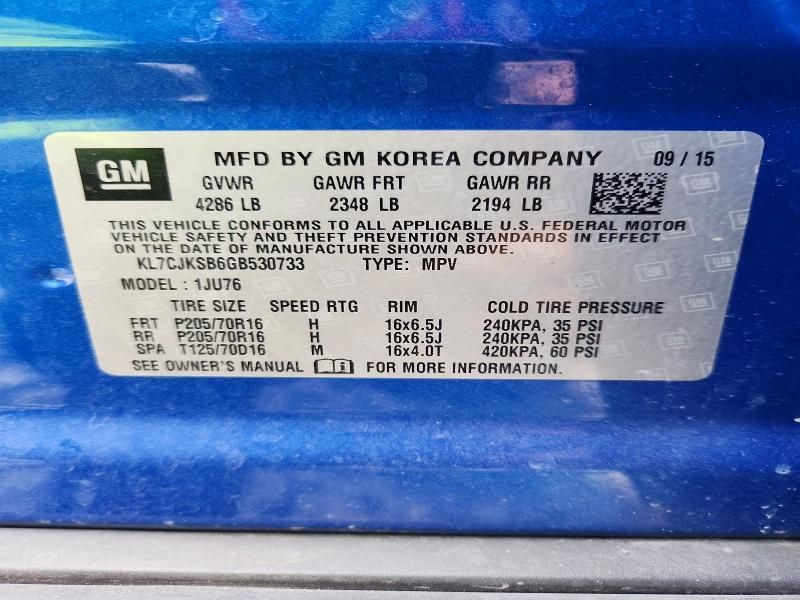 GM MFD BY GM KOREA COMPANY 09 / 15
GVWR GAWR FRT GAWR RR
4286 LB 2348 LB 2194 LB
THIS VEHICLE CONFORMS TO ALL APPLICABLE U.S. FEDERAL MOTOR
VEHICLE SAFETY AND THEFT PREVENTION STANDARDS IN EFFECT
ON THE DATE OF MANUFACTURE SHOWN ABOVE.
KL7CJKSB6GB530733 TYPE: MPV
MODEL : 1JU76
TIRE SIZE SPEED RTG RIM COLD TIRE PRESSURE
FRT P205/70R16 H 16x6.5J 240KPA, 35 PSI
RR P205/70R16 H 16x6.5J 240KPA, 35 PSI
SPA T125/70D16 M 16x4.0T 420KPA, 60 PSI
SEE OWNER'S MANUAL FOR MORE INFORMATION.